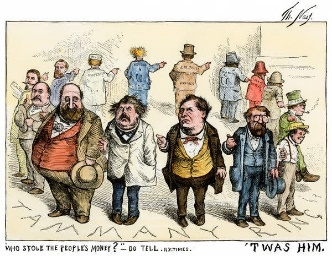 Th. Nast.
TAMMANY RING
WHO STOLE THE PEOPLE'S MONEY?" — DO TELL. N.Y.TIMES. 'TWAS HIM.